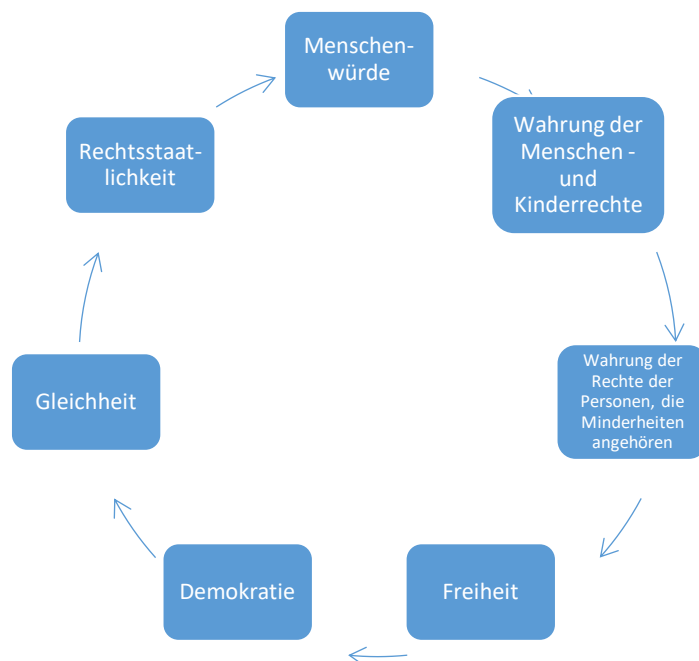 Menschen-
würde
Wahrung der
Menschen -
und
Kinderrechte
Wahrung der
Rechte der
Personen, die
Minderheiten
angehören
Freiheit
Demokratie
Gleichheit
Rechtsstaat-
lichkeit